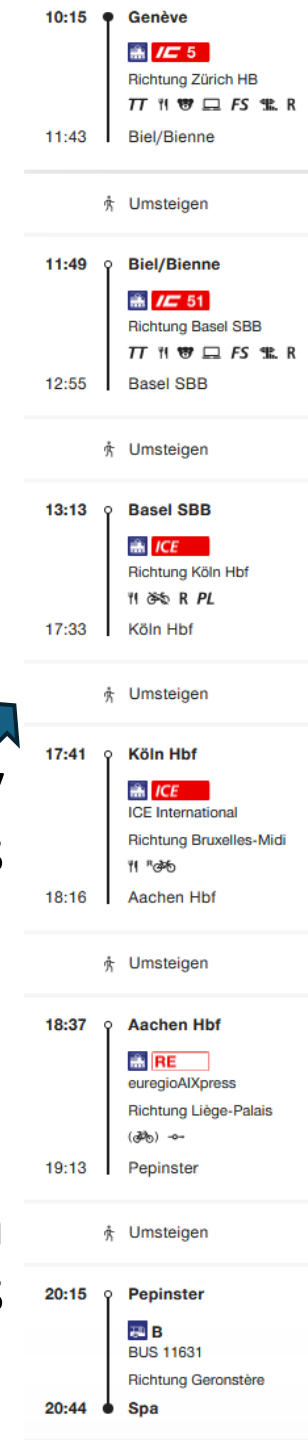 10:15 Genève
IC 5
Richtung Zürich HB
TT FS R
11:43 Biel/Bienne
Umsteigen
11:49 Biel/Bienne
IC 51
Richtung Basel SBB
TT FS R
12:55 Basel SBB
Umsteigen
13:13 Basel SBB
ICE
Richtung Köln Hbf
R PL
17:33 Köln Hbf
Umsteigen
17:41 Köln Hbf
ICE
ICE International
Richtung Bruxelles-Midi
R
18:16 Aachen Hbf
Umsteigen
18:37 Aachen Hbf
RE
euregioAIXpress
Richtung Liège-Palais
19:13 Pepinster
Umsteigen
20:15 Pepinster
B
BUS 11631
Richtung Geronstère
20:44 Spa